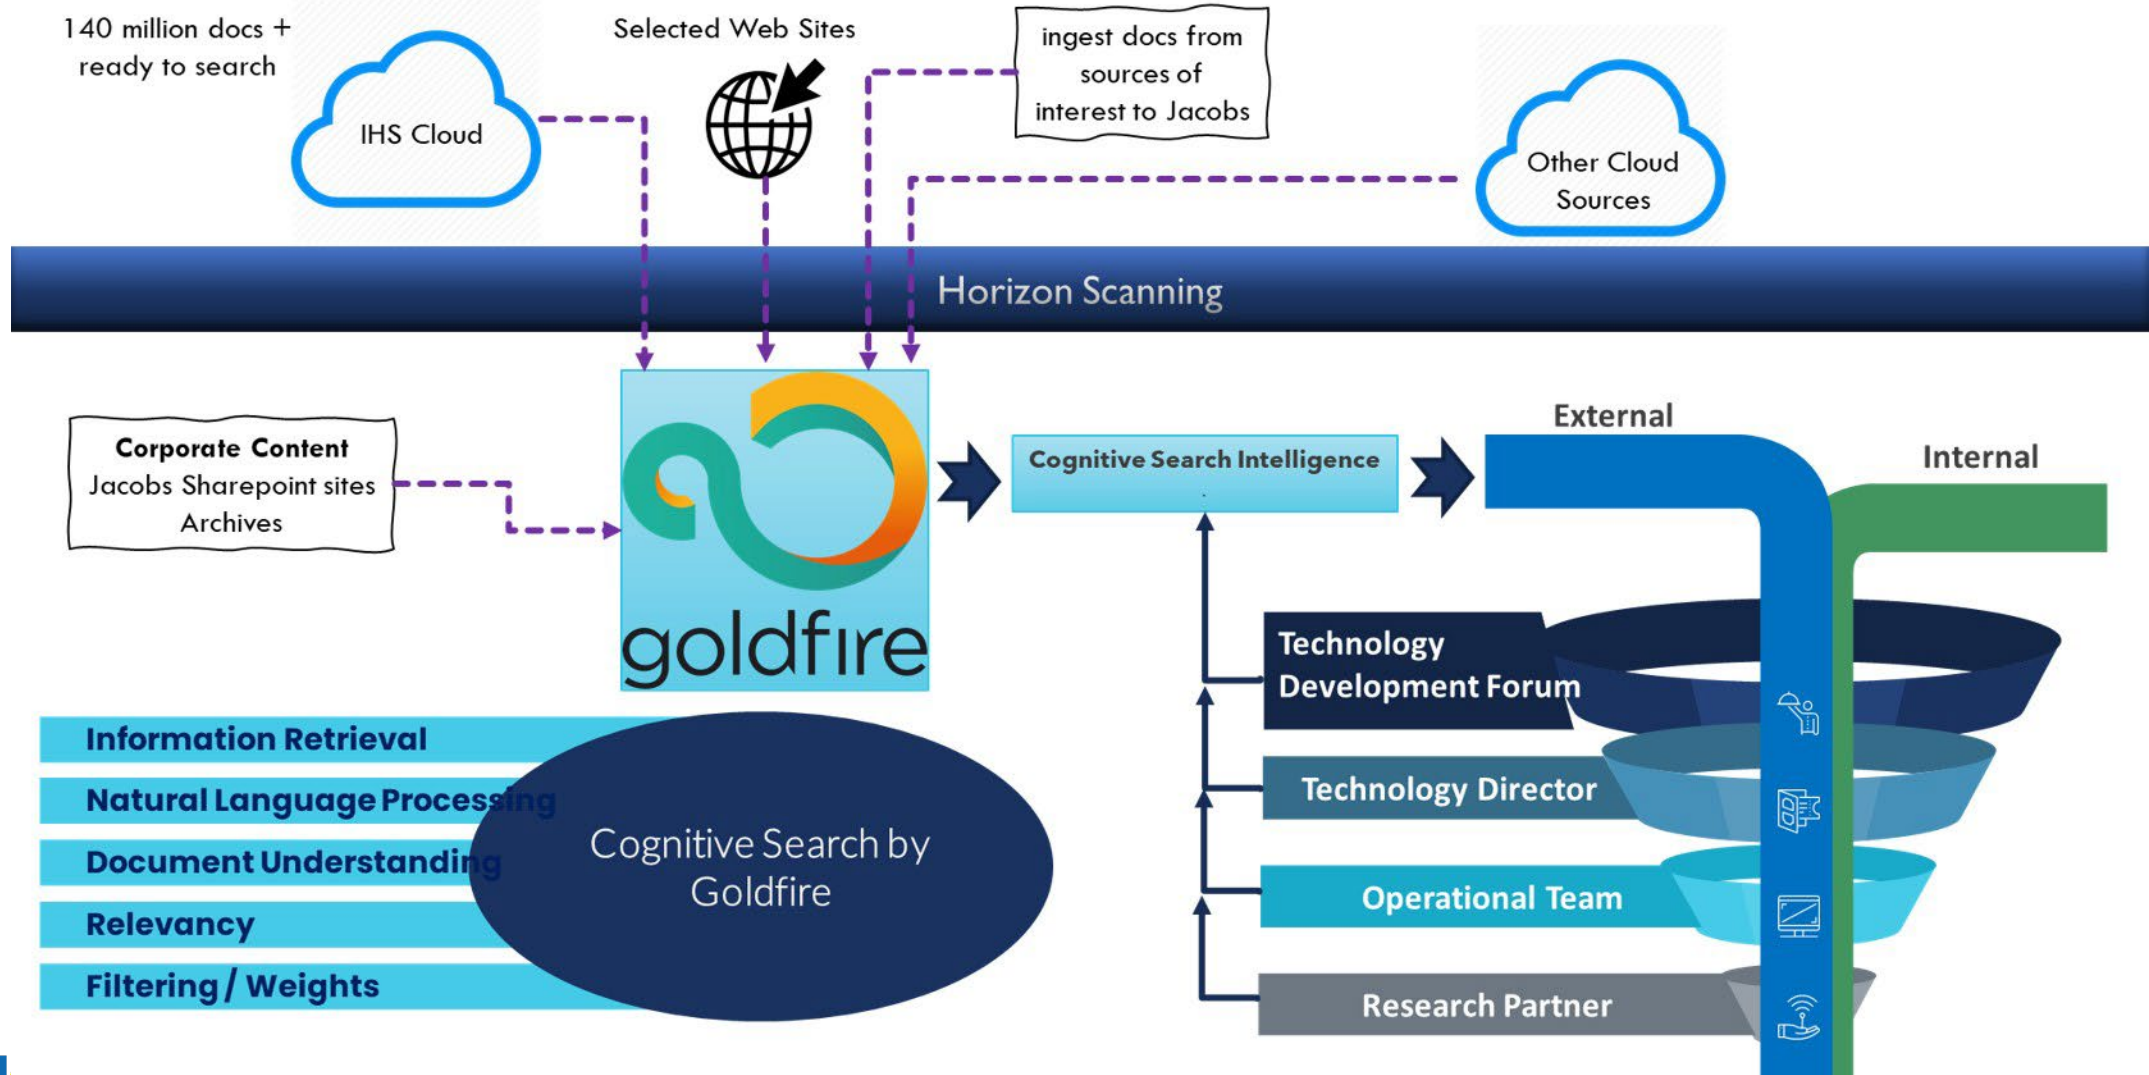 140 million docs +
ready to search
IHS Cloud
Selected Web Sites
ingest docs from
sources of
interest to Jacobs
Other Cloud
Sources
Horizon Scanning
Corporate Content
Jacobs Sharepoint sites
Archives
goldfire
Cognitive Search Intelligence
.
External
Internal
Technology
Development Forum
Technology Director
Operational Team
Research Partner
Information Retrieval
Natural Language Processing
Document Understanding
Relevancy
Filtering / Weights
Cognitive Search by
Goldfire